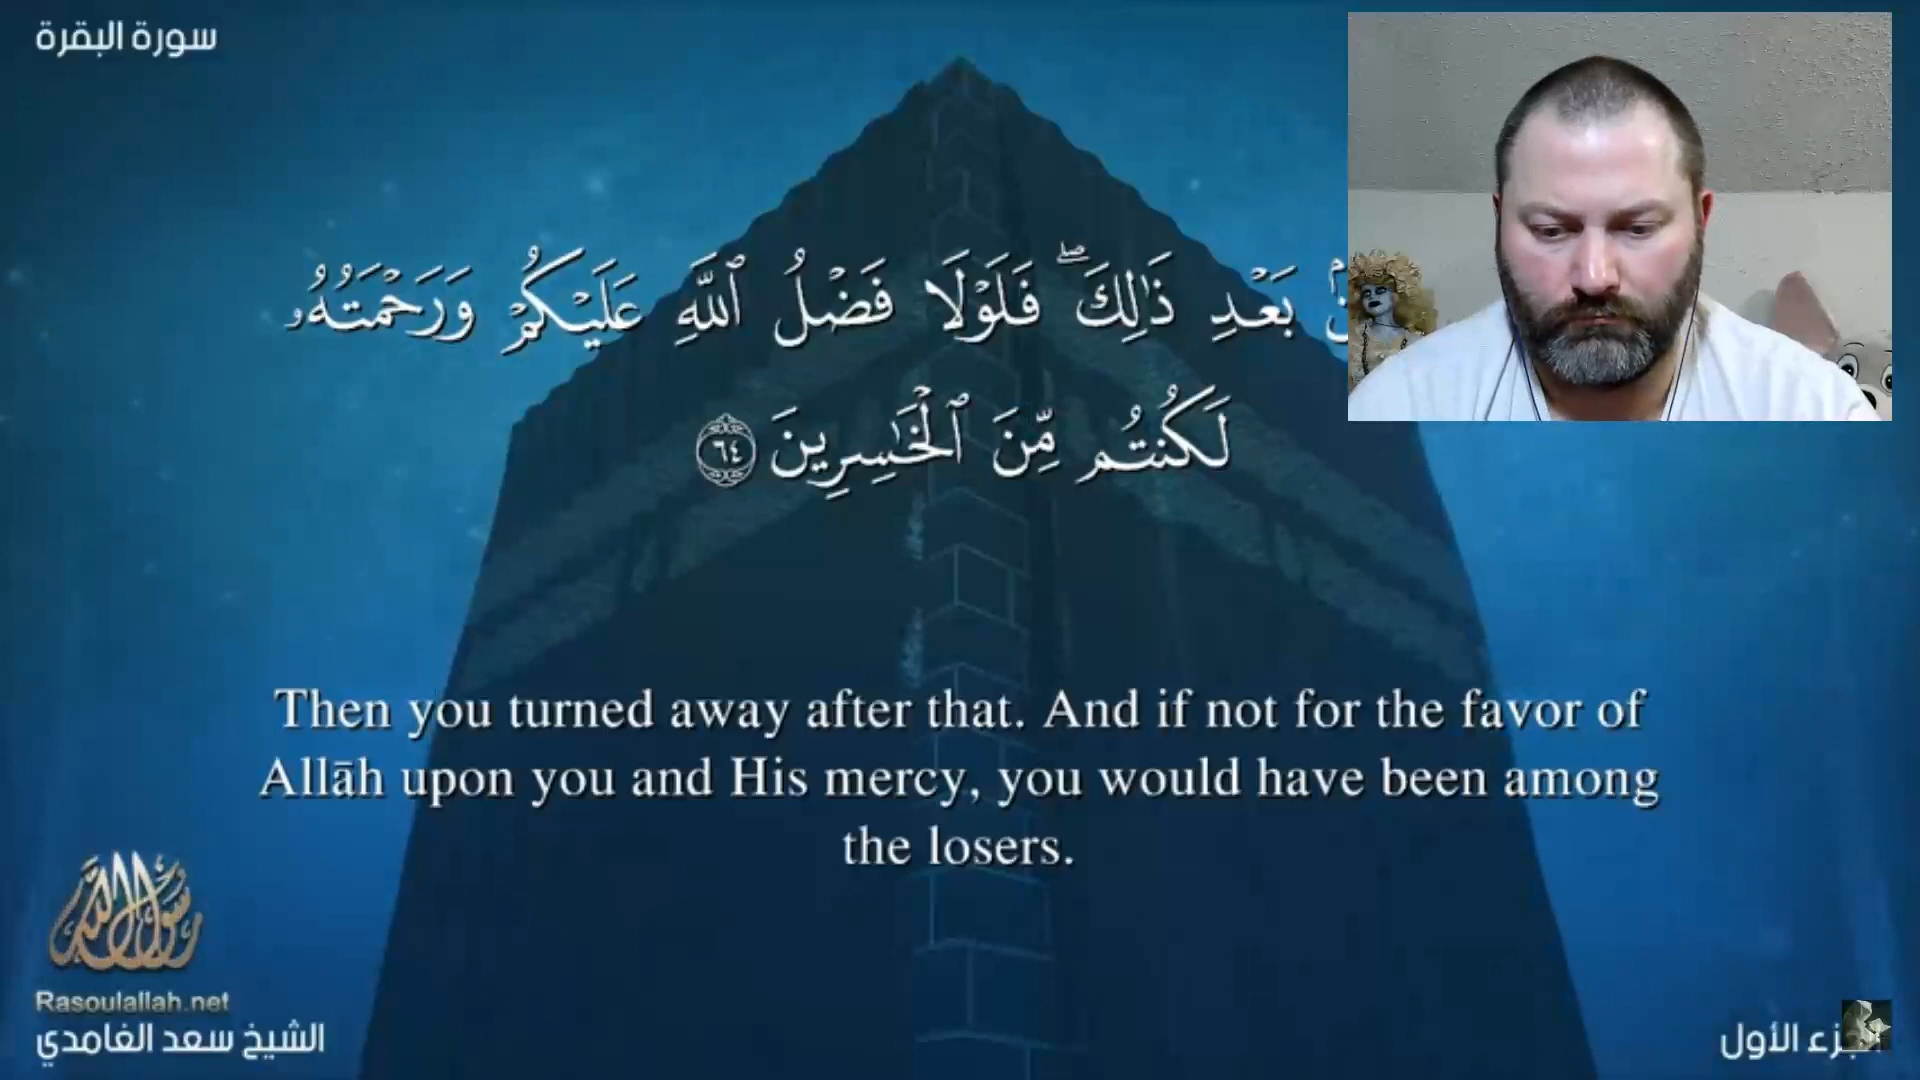 سورة البقرة
بَعْدِ ذَٰلِكَ ۖ فَلَوْلَا فَضْلُ ٱللَّهِ عَلَيْكُمْ وَرَحْمَتُهُۥ
لَكُنتُم مِّنَ ٱلْخَٰسِرِينَ ٦٤
Then you turned away after that. And if not for the favor of
Allāh upon you and His mercy, you would have been among
the losers.
رسول الله
Rasoulallah.net
الشيخ سعد الغامدي
الأول